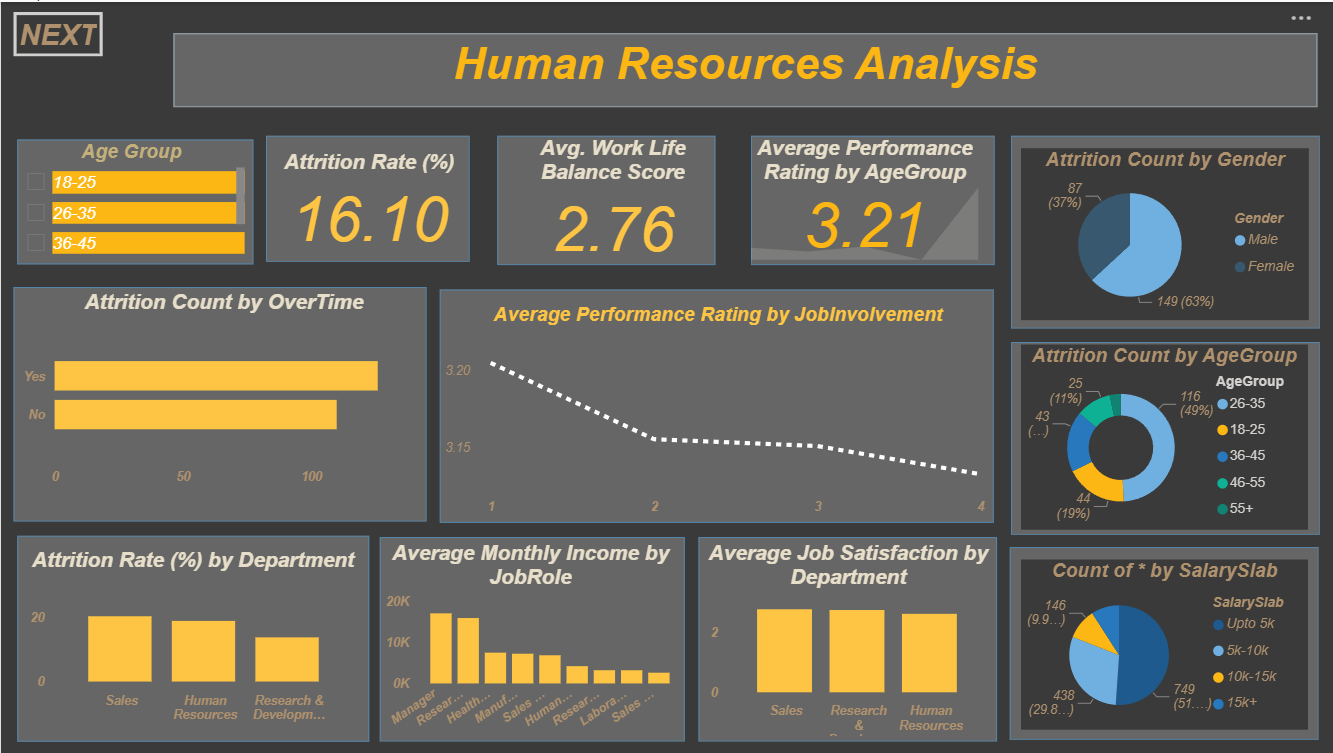 NEXT
Human Resources Analysis
Age Group
18-25
26-35
36-45
Attrition Rate (%)
16.10
Avg. Work Life
Balance Score
2.76
Average Performance
Rating by AgeGroup
3.21
Attrition Count by Gender
87
(37%)
149 (63%)
Gender
Male
Female
Attrition Count by OverTime
Yes
No
0 50 100
Average Performance Rating by JobInvolvement
3.20
3.15
1 2 3 4
Attrition Count by AgeGroup
25
(11%)
43
(...)
44
(19%)
116
(49%)
AgeGroup
26-35
18-25
36-45
46-55
55+
Attrition Rate (%) by Department
20
0
Sales
Human
Resources
Research &
Developm...
Average Monthly Income by
JobRole
20K
10K
0K
Manager
Resear...
Health...
Manuf...
Sales ...
Human...
Resear...
Labora...
Sales ...
Average Job Satisfaction by
Department
2
0
Sales
Research
&
Human
Resources
Count of * by SalarySlab
146
(9.9...)
438
(29.8...)
749
(51....)
SalarySlab
Upto 5k
5k-10k
10k-15k
15k+